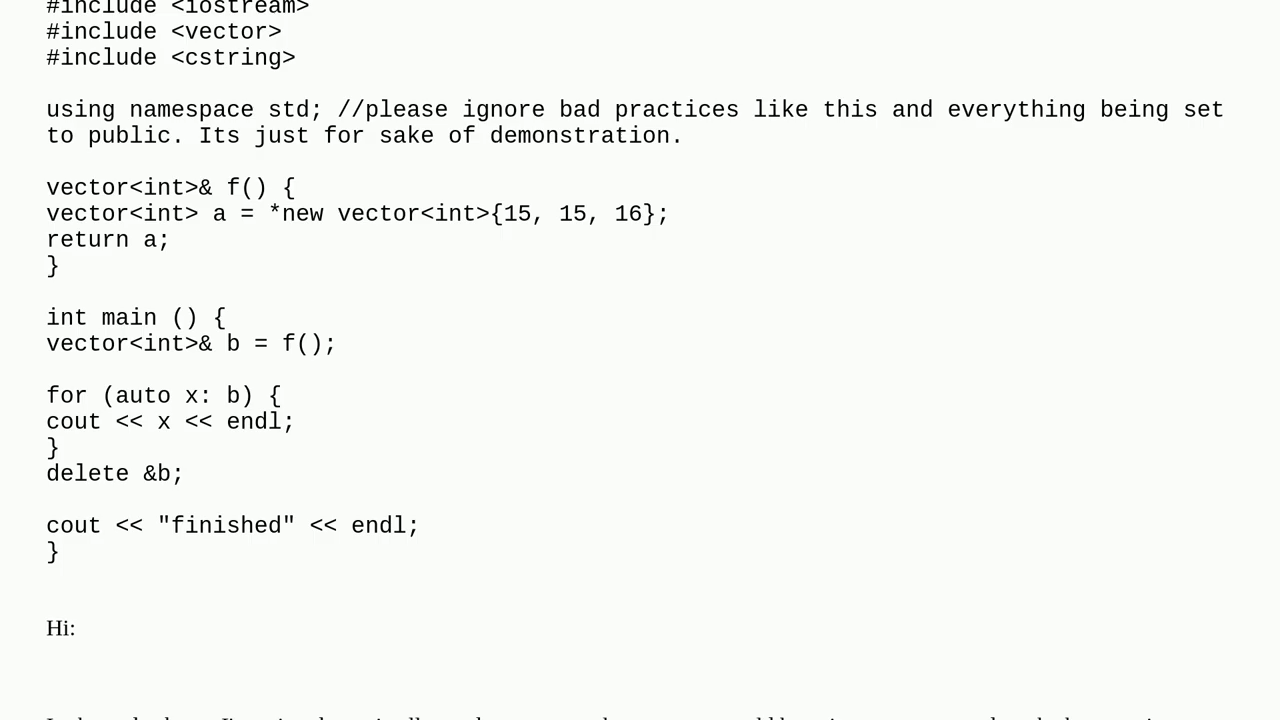 #include <iostream>
#include <vector>
#include <cstring>
using namespace std; //please ignore bad practices like this and everything being set
to public. Its just for sake of demonstration.
vector<int>& f() {
vector<int> a = *new vector<int>{15, 15, 16};
return a;
}
int main () {
vector<int>& b = f();
for (auto x: b) {
cout << x << endl;
}
delete &b;
cout << "finished" << endl;
}
Hi: